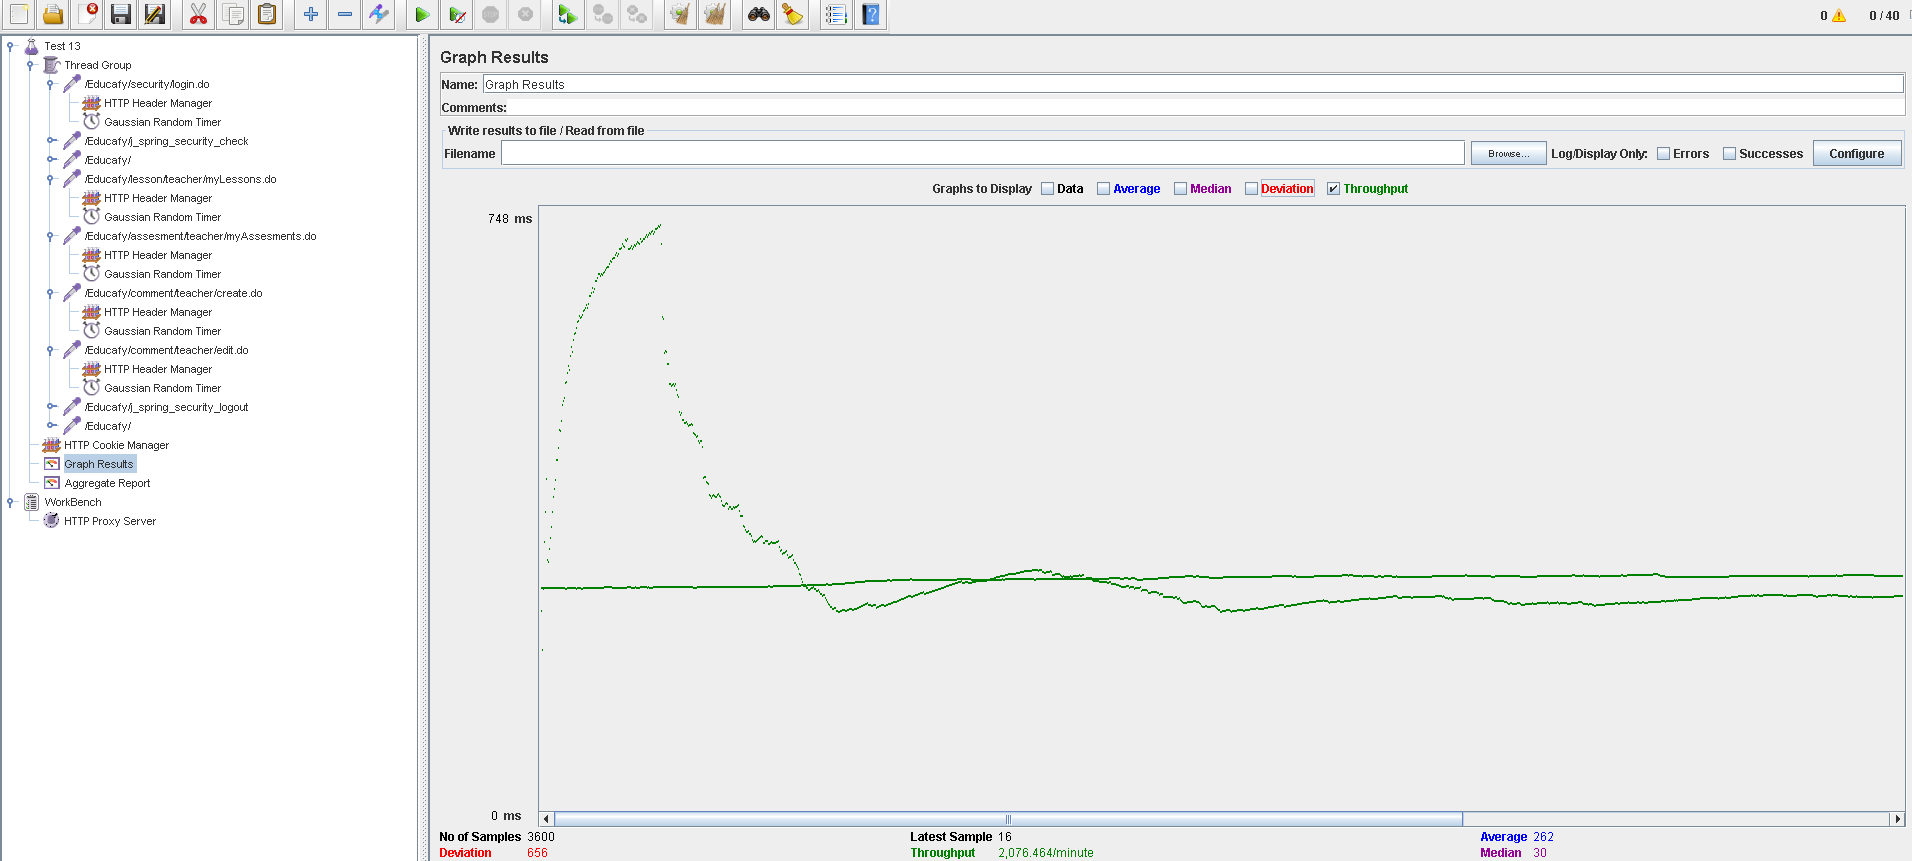 0
0 / 40
Test 13
Thread Group
/Educafy/security/login.do
HTTP Header Manager
Gaussian Random Timer
/Educafy/j_spring_security_check
/Educafy/
/Educafy/lesson/teacher/myLessons.do
HTTP Header Manager
Gaussian Random Timer
/Educafy/assesment/teacher/myAssesments.do
HTTP Header Manager
Gaussian Random Timer
/Educafy/comment/teacher/create.do
HTTP Header Manager
Gaussian Random Timer
/Educafy/comment/teacher/edit.do
HTTP Header Manager
Gaussian Random Timer
/Educafy/j_spring_security_logout
/Educafy/
HTTP Cookie Manager
Graph Results
Aggregate Report
WorkBench
HTTP Proxy Server
Graph Results
Name: Graph Results
Comments:
Write results to file / Read from file
Filename Browse... Log/Display Only: Errors Successes Configure
Graphs to Display Data Average Median Deviation Throughput
748 ms
0 ms
No of Samples 3600 Latest Sample 16 Average 262
Deviation 656 Throughput 2,076.464/minute Median 30